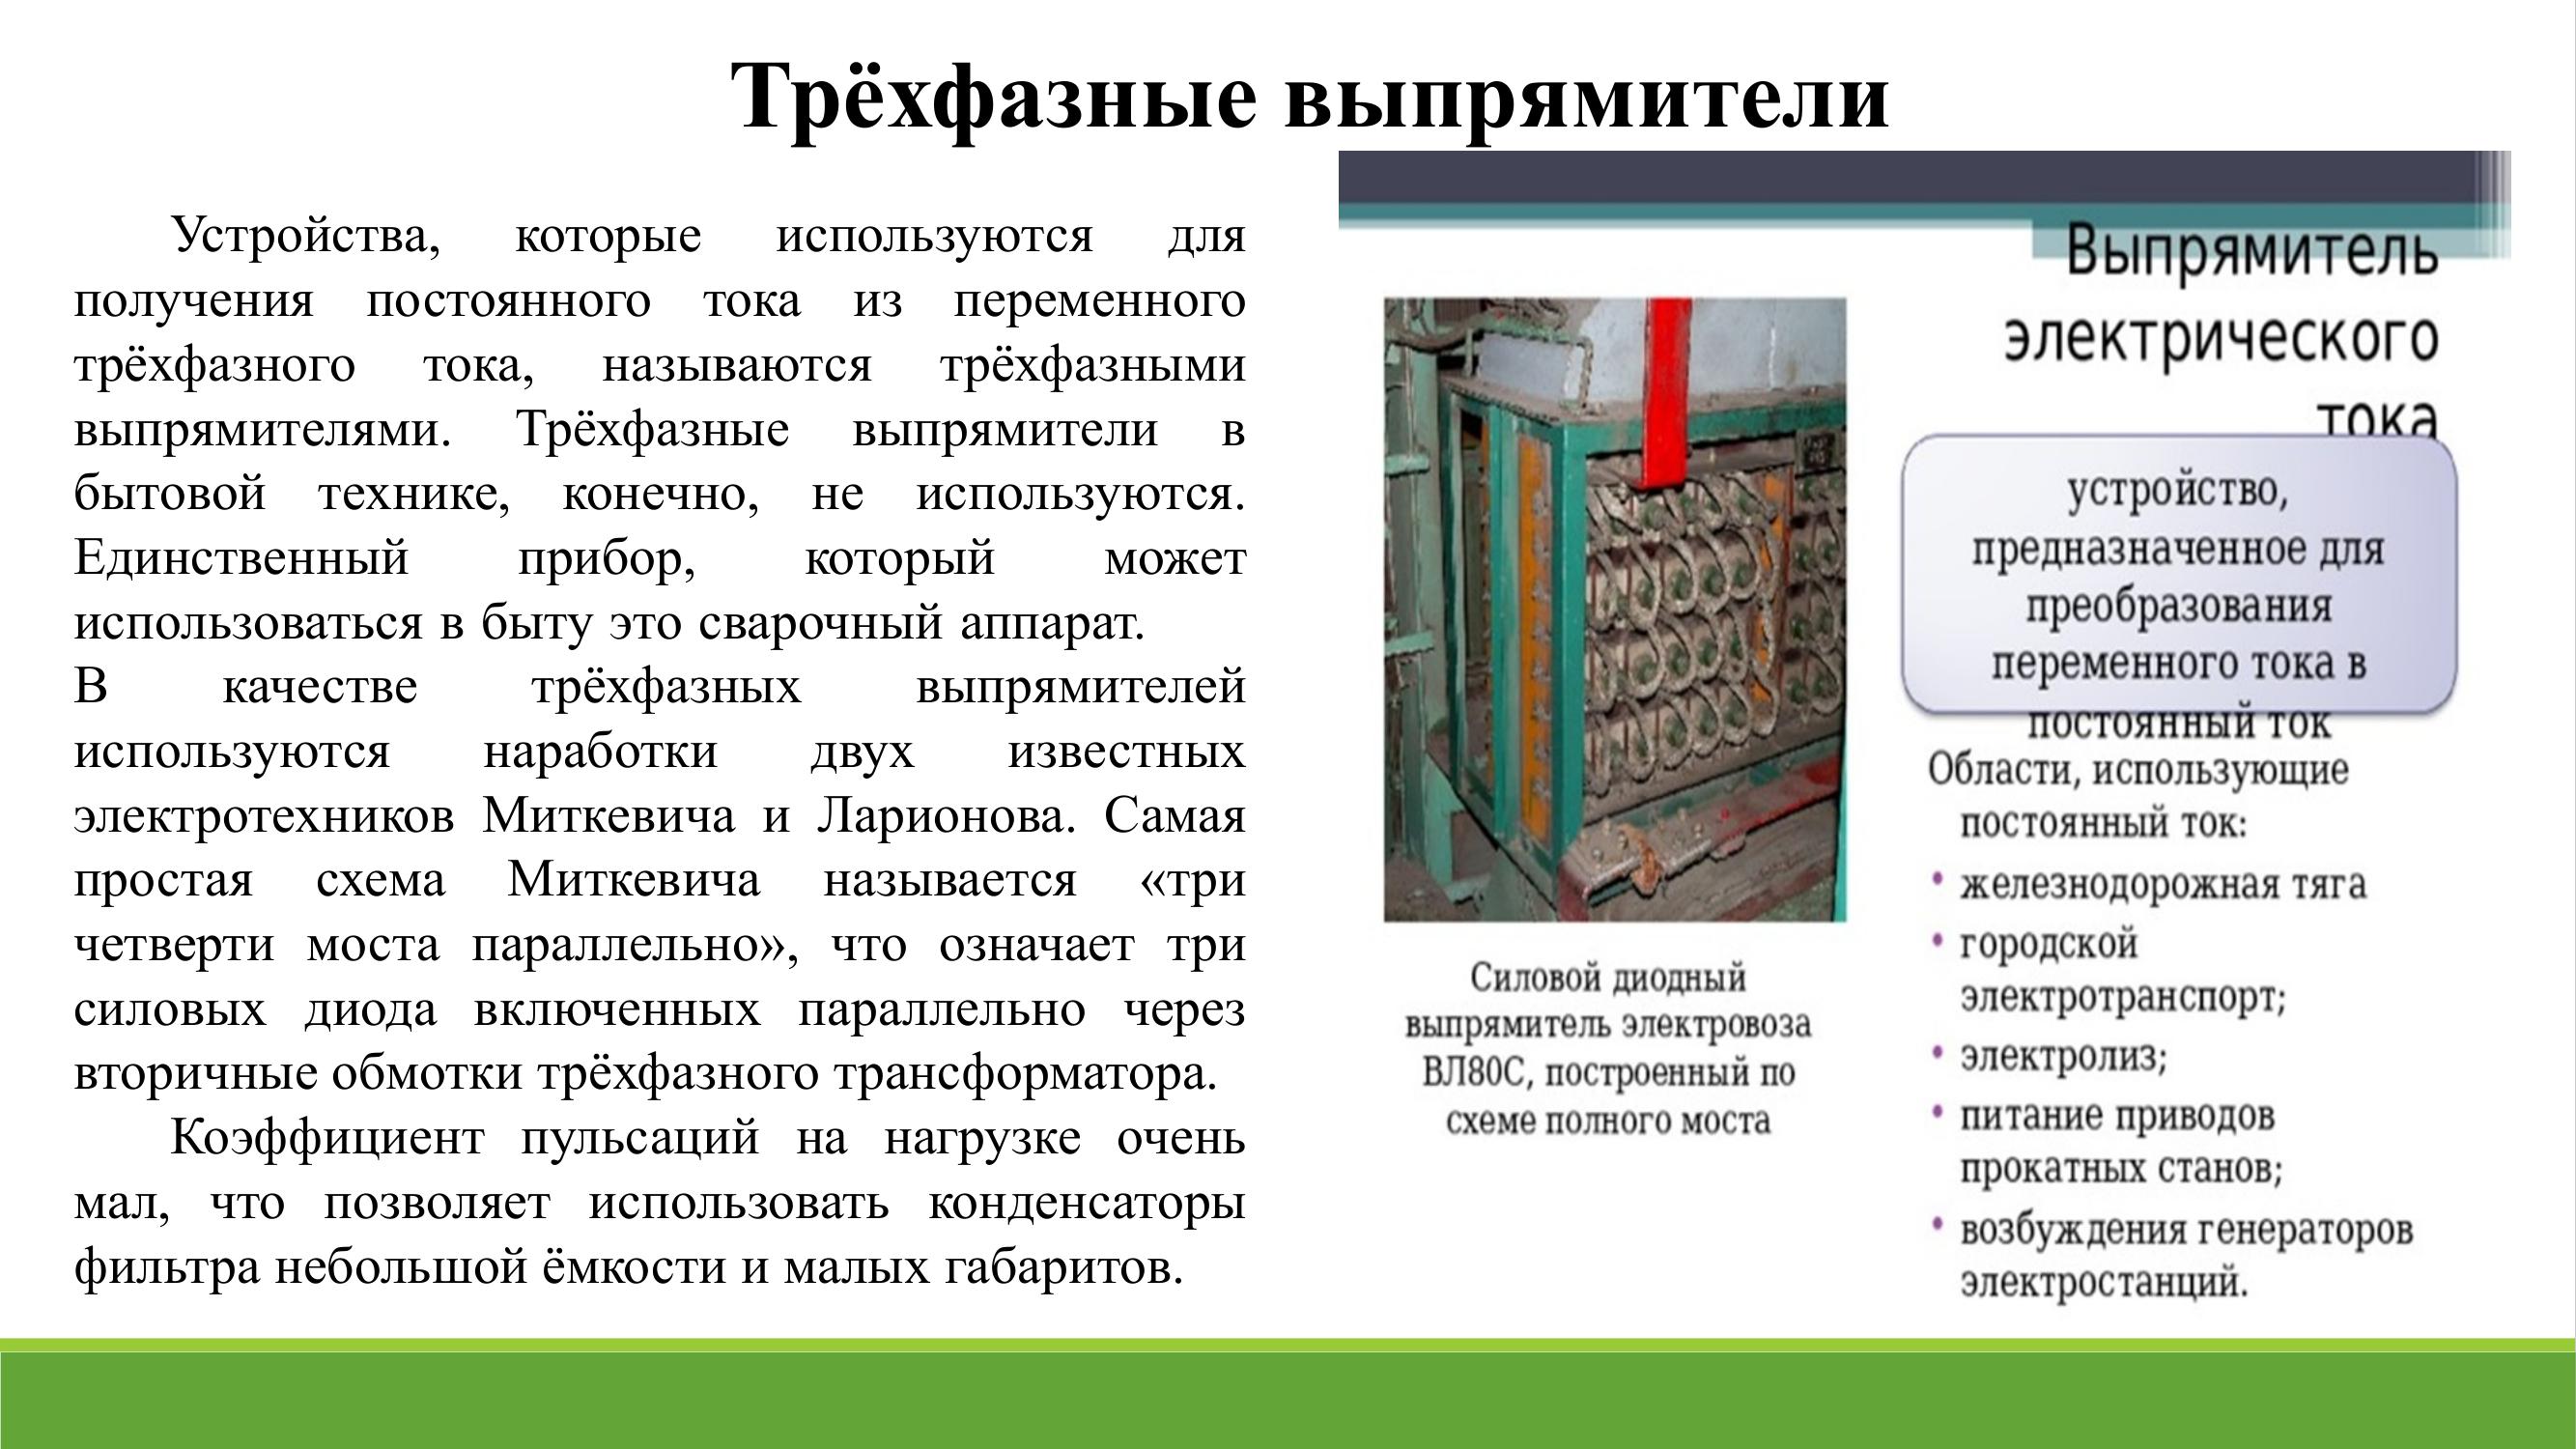 Трёхфазные выпрямители
Устройства, которые используются для
получения постоянного тока из переменного
трёхфазного тока, называются трёхфазными
выпрямителями. Трёхфазные выпрямители в
бытовой технике, конечно, не используются.
Единственный прибор, который может
использоваться в быту это сварочный аппарат.
В качестве трёхфазных выпрямителей
используются наработки двух известных
электротехников Миткевича и Ларионова. Самая
простая схема Миткевича называется «три
четверти моста параллельно», что означает три
силовых диода включенных параллельно через
вторичные обмотки трёхфазного трансформатора.
Коэффициент пульсаций на нагрузке очень
мал, что позволяет использовать конденсаторы
фильтра небольшой ёмкости и малых габаритов.
Выпрямитель
электрического
тока
устройство,
предназначенное для
преобразования
переменного тока в
постоянный ток
Области, использующие
постоянный ток:
• железнодорожная тяга
• городской
электротранспорт;
• электролиз;
• питание приводов
прокатных станов;
• возбуждения генераторов
электростанций.
Силовой диодный
выпрямитель электровоза
ВЛ80С, построенный по
схеме полного моста